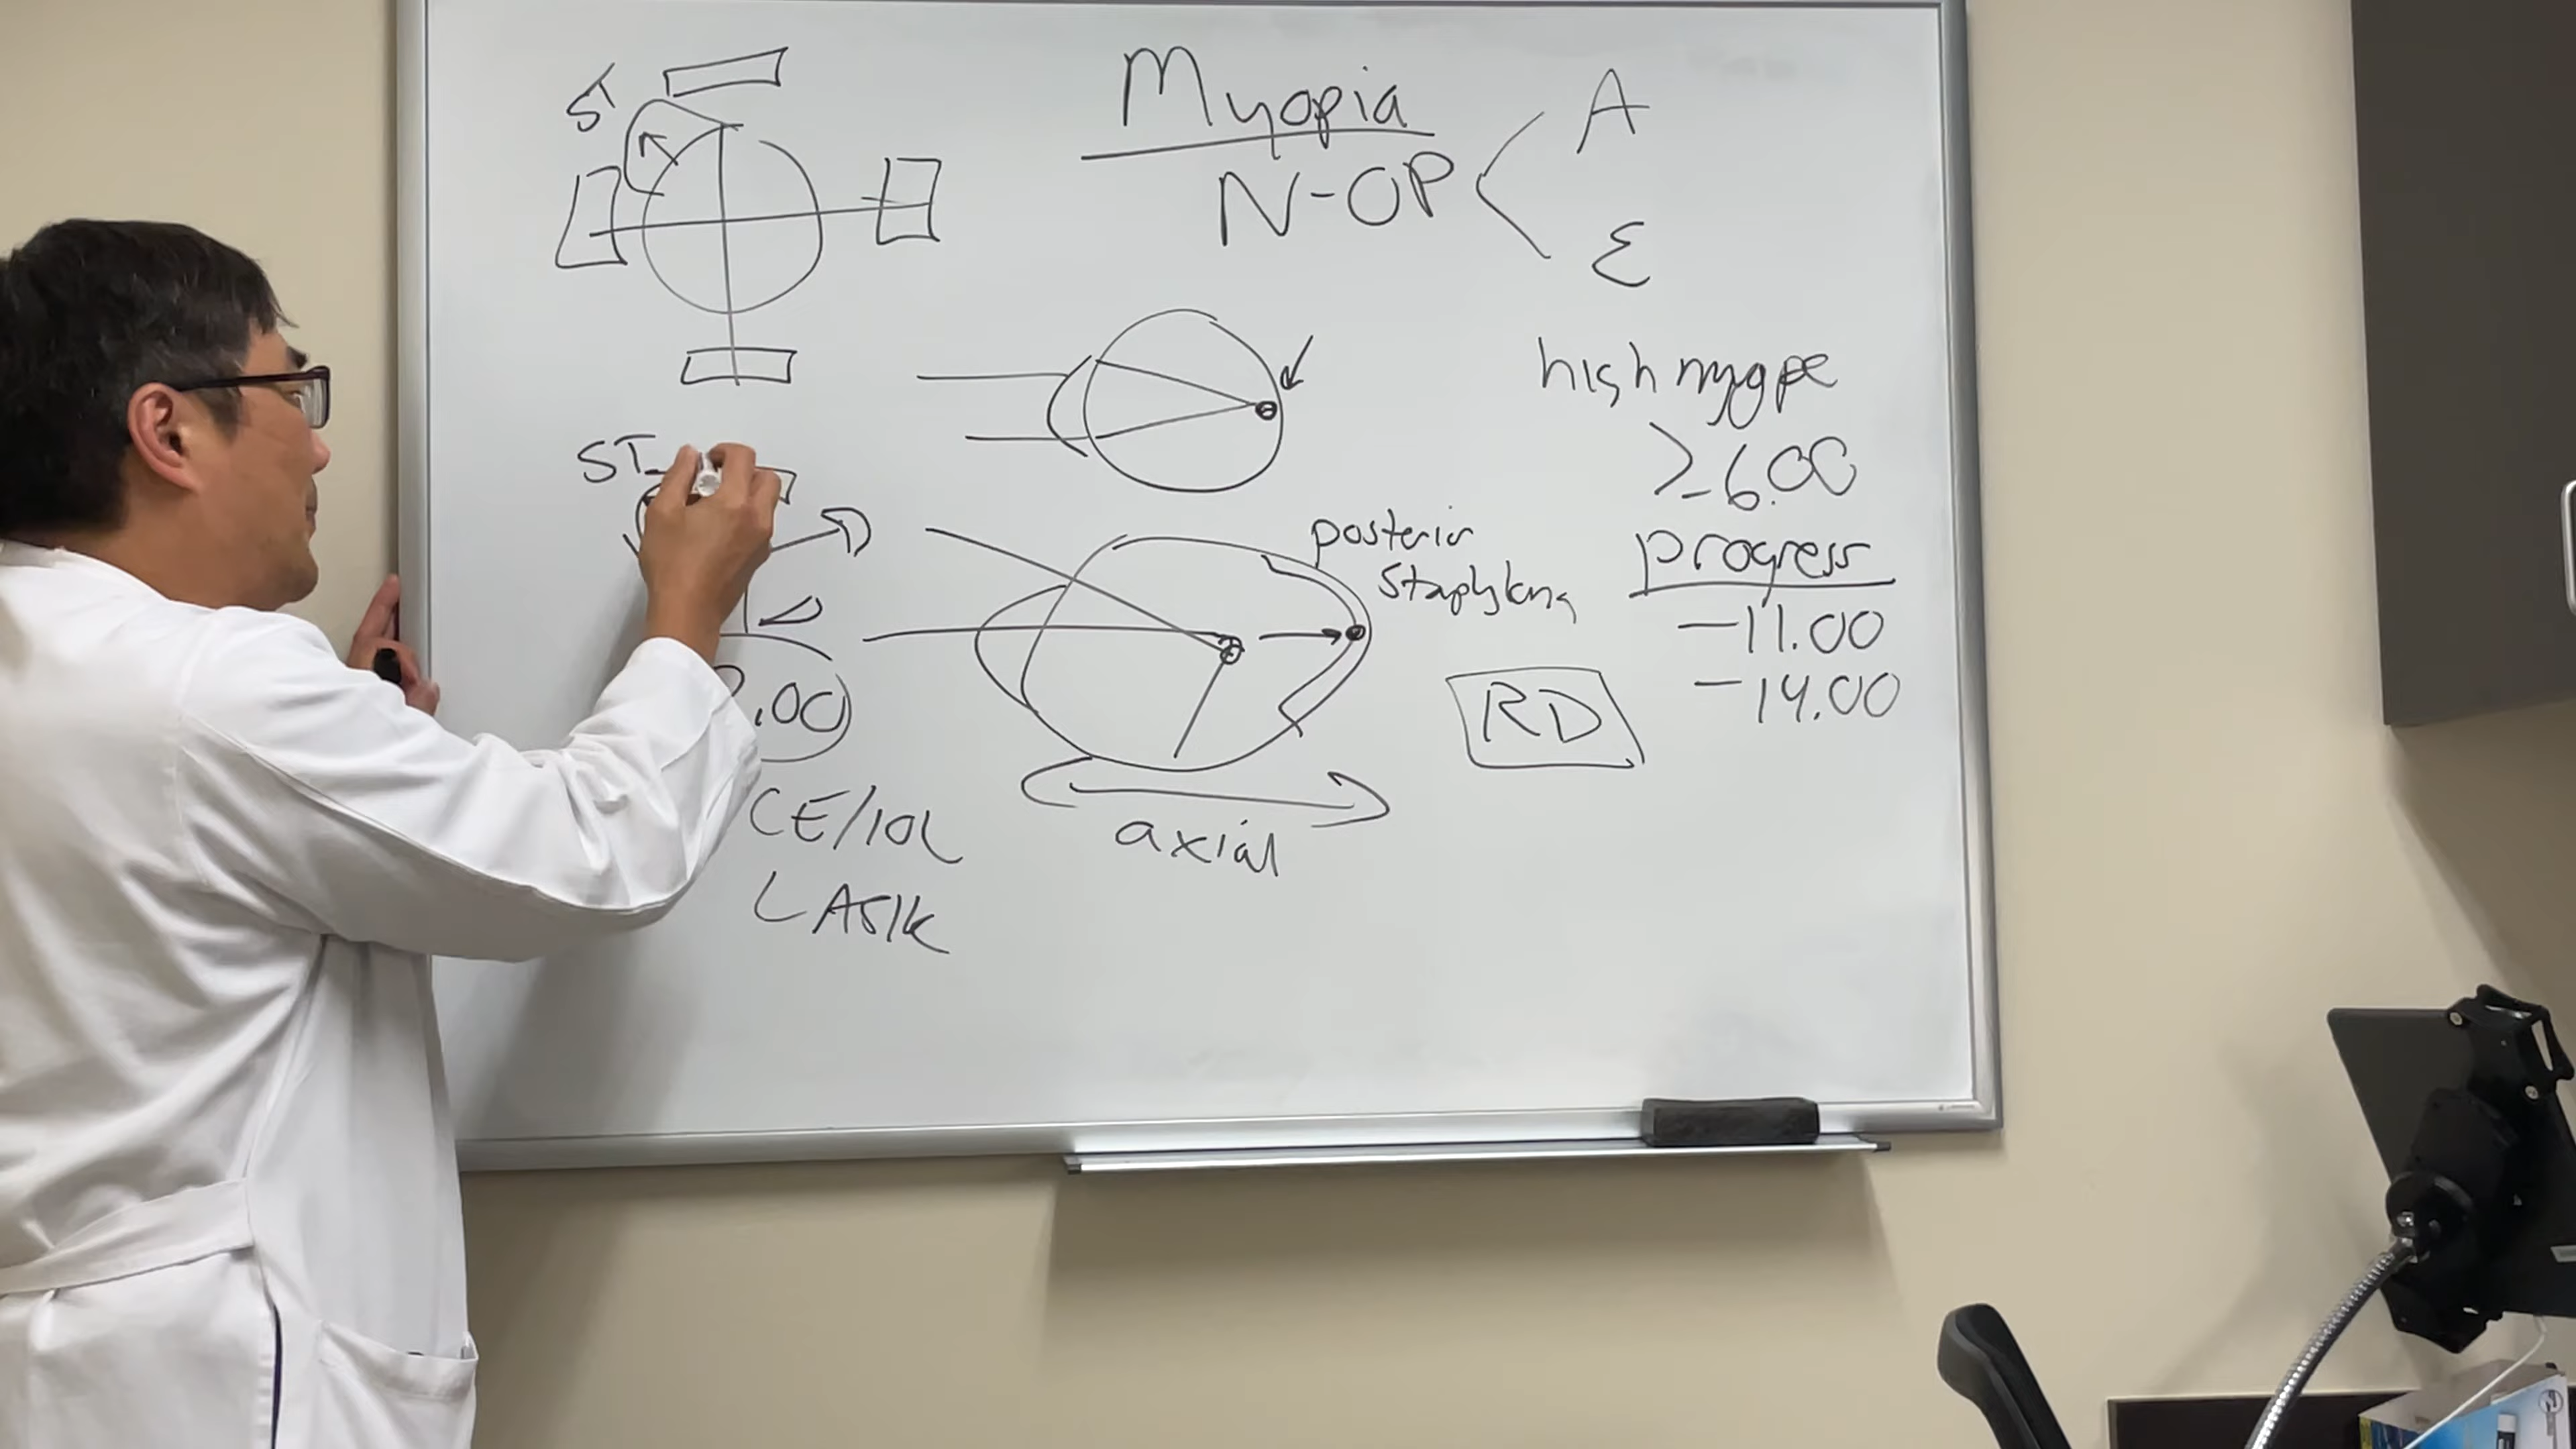 ST
Myopia
N-OP
A
E
high myope
≥-6.00
ST
posterior
Staphyloma
progress
-11.00
-14.00
.00
RD
CE/IOL
LASIK
axial